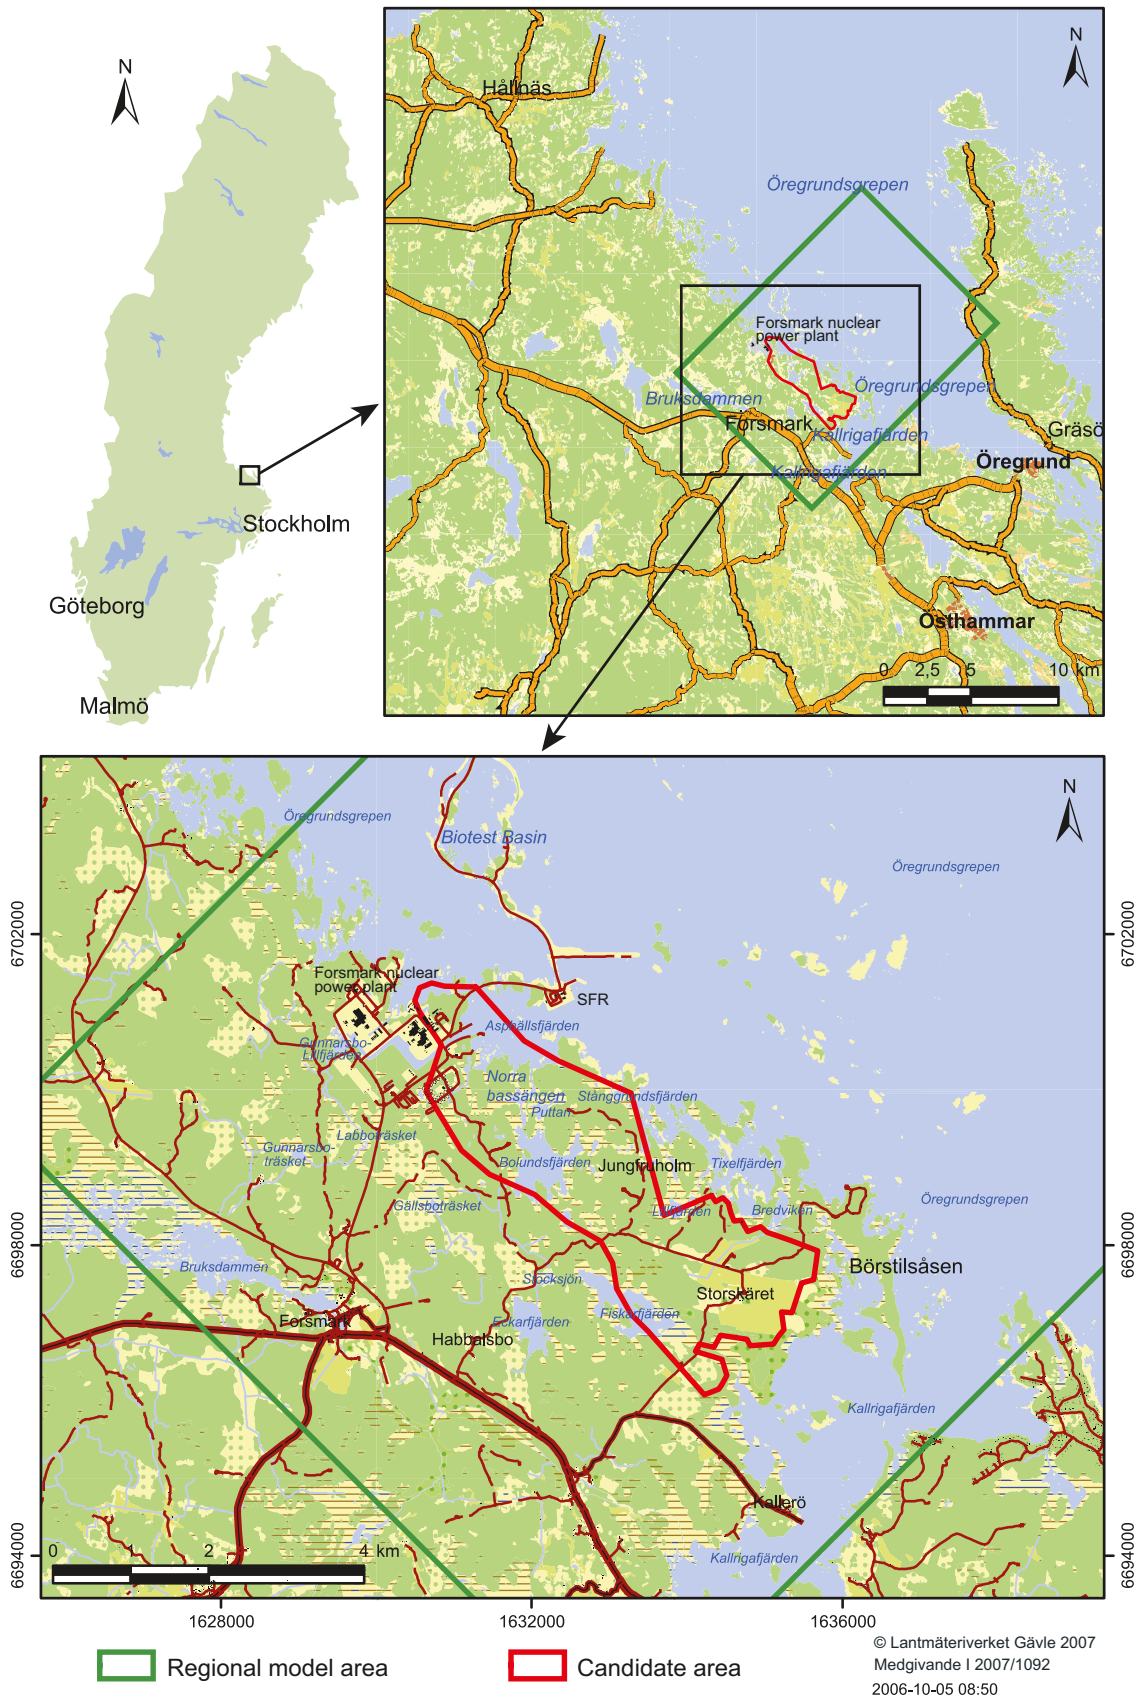 N
Stockholm
Göteborg
Malmö
N
Hållnäs
Öregrundsgrepen
Forsmark nuclear
power plant
Öregrundsgrepen
Bruksdammen
Forsmark
Kallrigafjärden
Gräsö
Öregrund
Kallrigafjärden
Östhammar
0 2,5 5 10 km
N
Öregrundsgrepen
Biotest Basin
Öregrundsgrepen
6702000
6702000
Forsmark nuclear
power plant
SFR
Asphällsfjärden
Gunnarsbo-
Lillfjärden
Norra
bassängen
Stånggrundsfjärden
Puttan
Labboträsket
Gunnarsbo-
träsket
Bolundsfjärden
Jungfruholm
Tixelfjärden
Gällsboträsket
Lillfjärden
Bredviken
Öregrundsgrepen
6698000
6698000
Bruksdammen
Stocksjön
Börstilsåsen
Storskäret
Forsmark
Eckarfjärden
Fiskarfjärden
Habbalsbo
Kallrigafjärden
Kallerö
Kallrigafjärden
6694000
6694000
0 1 2 4 km
1628000 1632000 1636000
Regional model area
Candidate area
© Lantmäteriverket Gävle 2007
Medgivande I 2007/1092
2006-10-05 08:50